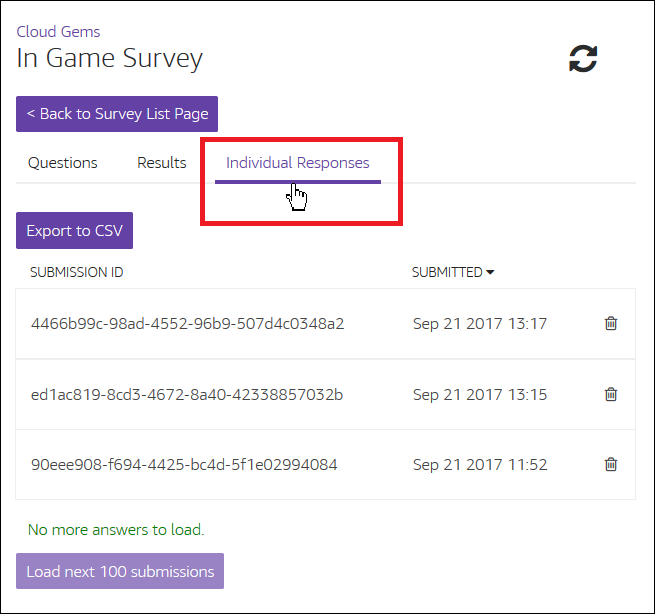 Cloud Gems
In Game Survey
< Back to Survey List Page
Questions Results Individual Responses
Export to CSV
SUBMISSION ID SUBMITTED
4466b99c-98ad-4552-96b9-507d4c0348a2 Sep 21 2017 13:17
ed1ac819-8cd3-4672-8a40-42338857032b Sep 21 2017 13:15
90eee908-f694-4425-bc4d-5f1e02994084 Sep 21 2017 11:52
No more answers to load.
Load next 100 submissions